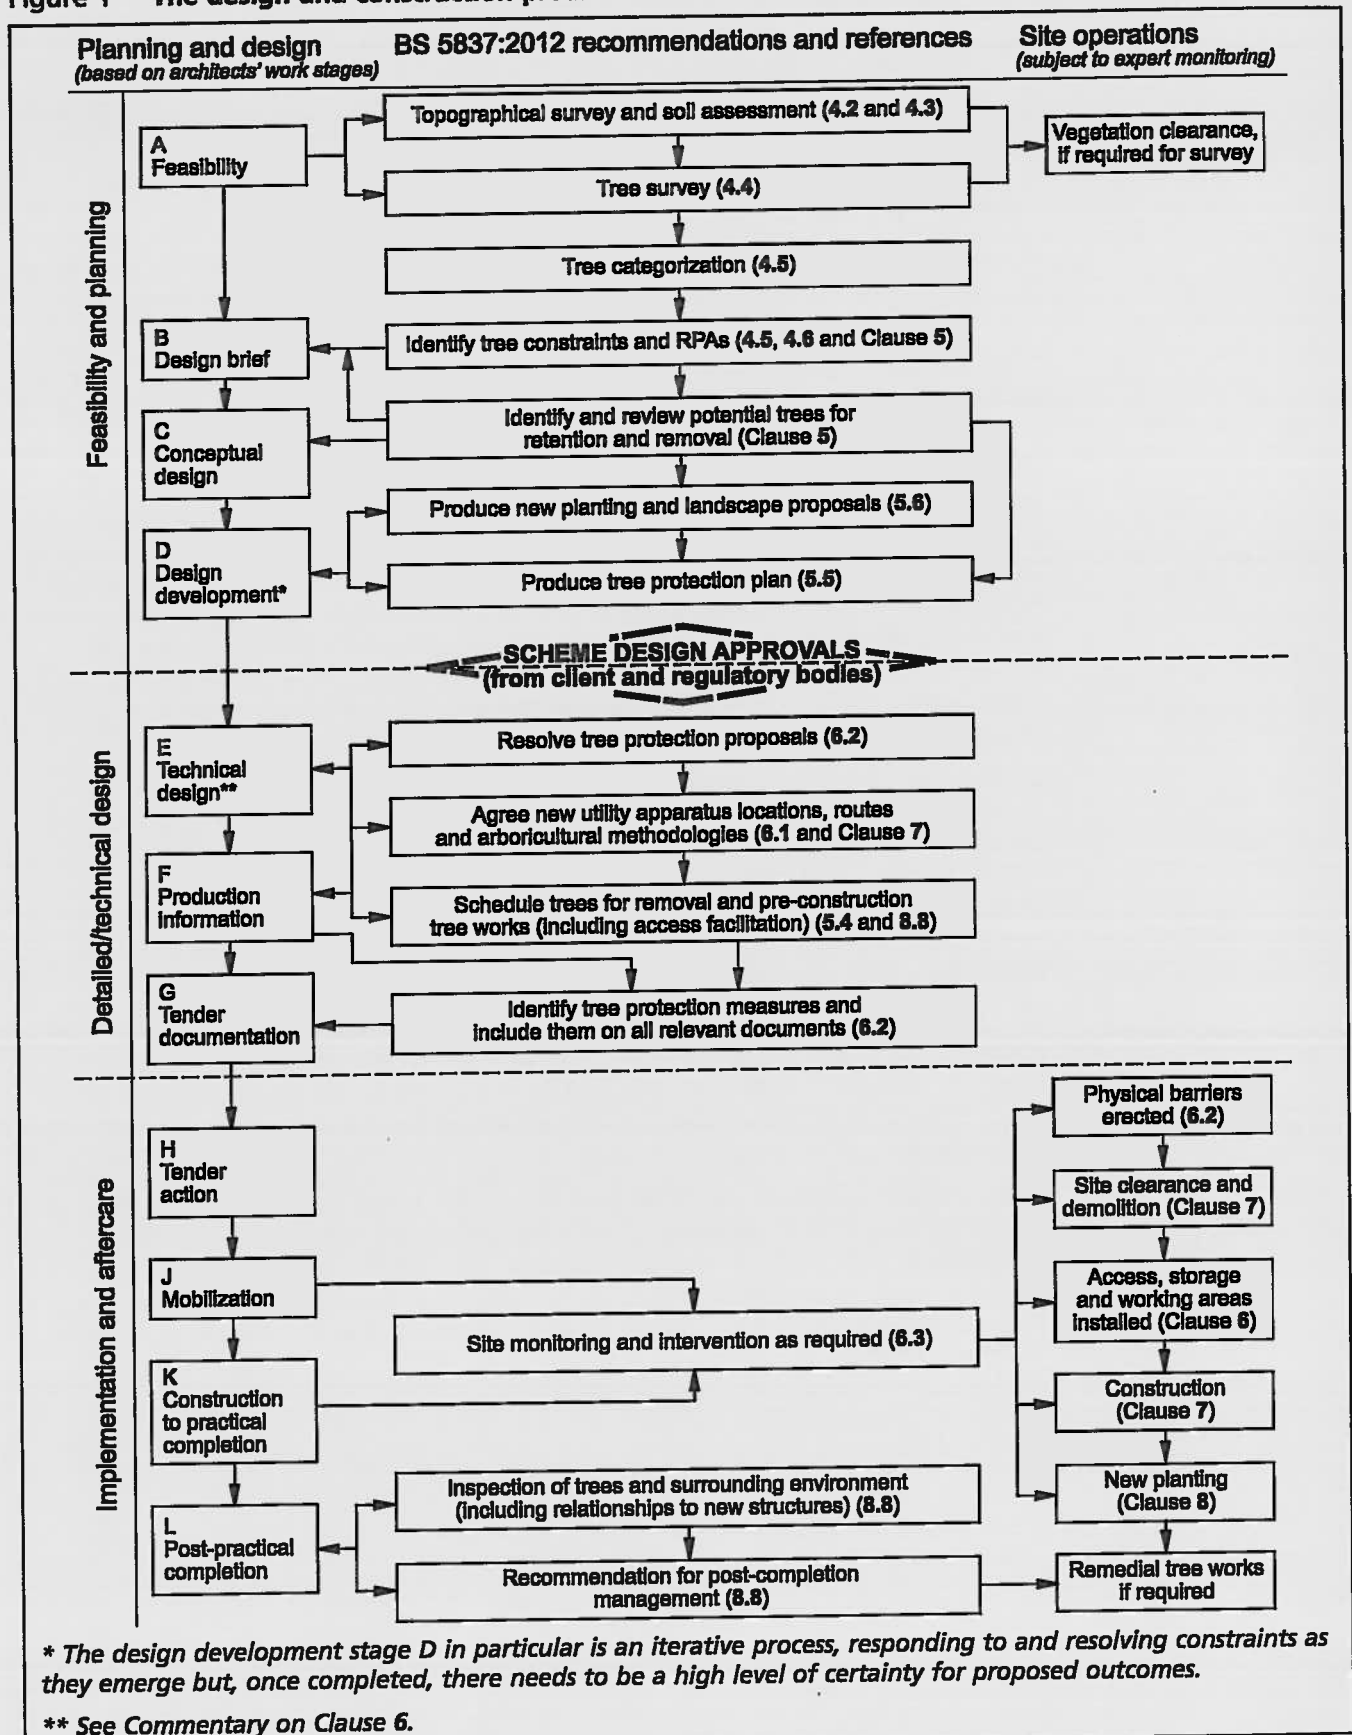 Figure 1 The design and construction
Planning and design
(based on architects' work stages)
BS 5837:2012 recommendations and references
Site operations
(subject to expert monitoring)
Feasibility and planning
A
Feasibility
Topographical survey and soil assessment (4.2 and 4.3)
Vegetation clearance,
if required for survey
Tree survey (4.4)
Tree categorization (4.5)
B
Design brief
Identify tree constraints and RPAs (4.5, 4.6 and Clause 5)
C
Conceptual
design
Identify and review potential trees for
retention and removal (Clause 5)
Produce new planting and landscape proposals (5.6)
D
Design
development*
Produce tree protection plan (5.5)
SCHEME DESIGN APPROVALS
(from client and regulatory bodies)
Detailed/technical design
E
Technical
design**
Resolve tree protection proposals (6.2)
Agree new utility apparatus locations, routes
and arboricultural methodologies (6.1 and Clause 7)
F
Production
information
Schedule trees for removal and pre-construction
tree works (including access facilitation) (5.4 and 8.8)
G
Tender
documentation
Identify tree protection measures and
include them on all relevant documents (6.2)
Implementation and aftercare
H
Tender
action
Physical barriers
erected (6.2)
Site clearance and
demolition (Clause 7)
J
Mobilization
Access, storage
and working areas
installed (Clause 6)
Site monitoring and intervention as required (6.3)
K
Construction
to practical
completion
Construction
(Clause 7)
New planting
(Clause 8)
L
Post-practical
completion
Inspection of trees and surrounding environment
(including relationships to new structures) (8.8)
Recommendation for post-completion
management (8.8)
Remedial tree works
if required
* The design development stage D in particular is an iterative process, responding to and resolving constraints as
they emerge but, once completed, there needs to be a high level of certainty for proposed outcomes.
** See Commentary on Clause 6.